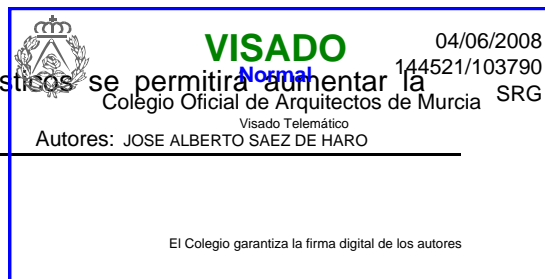 VISADO
04/06/2008
Normal
144521/103790
se permitirá aumentar la
Colegio Oficial de Arquitectos de Murcia
SRG
Visado Telemático
Autores: JOSE ALBERTO SAEZ DE HARO
El Colegio garantiza la firma digital de los autores